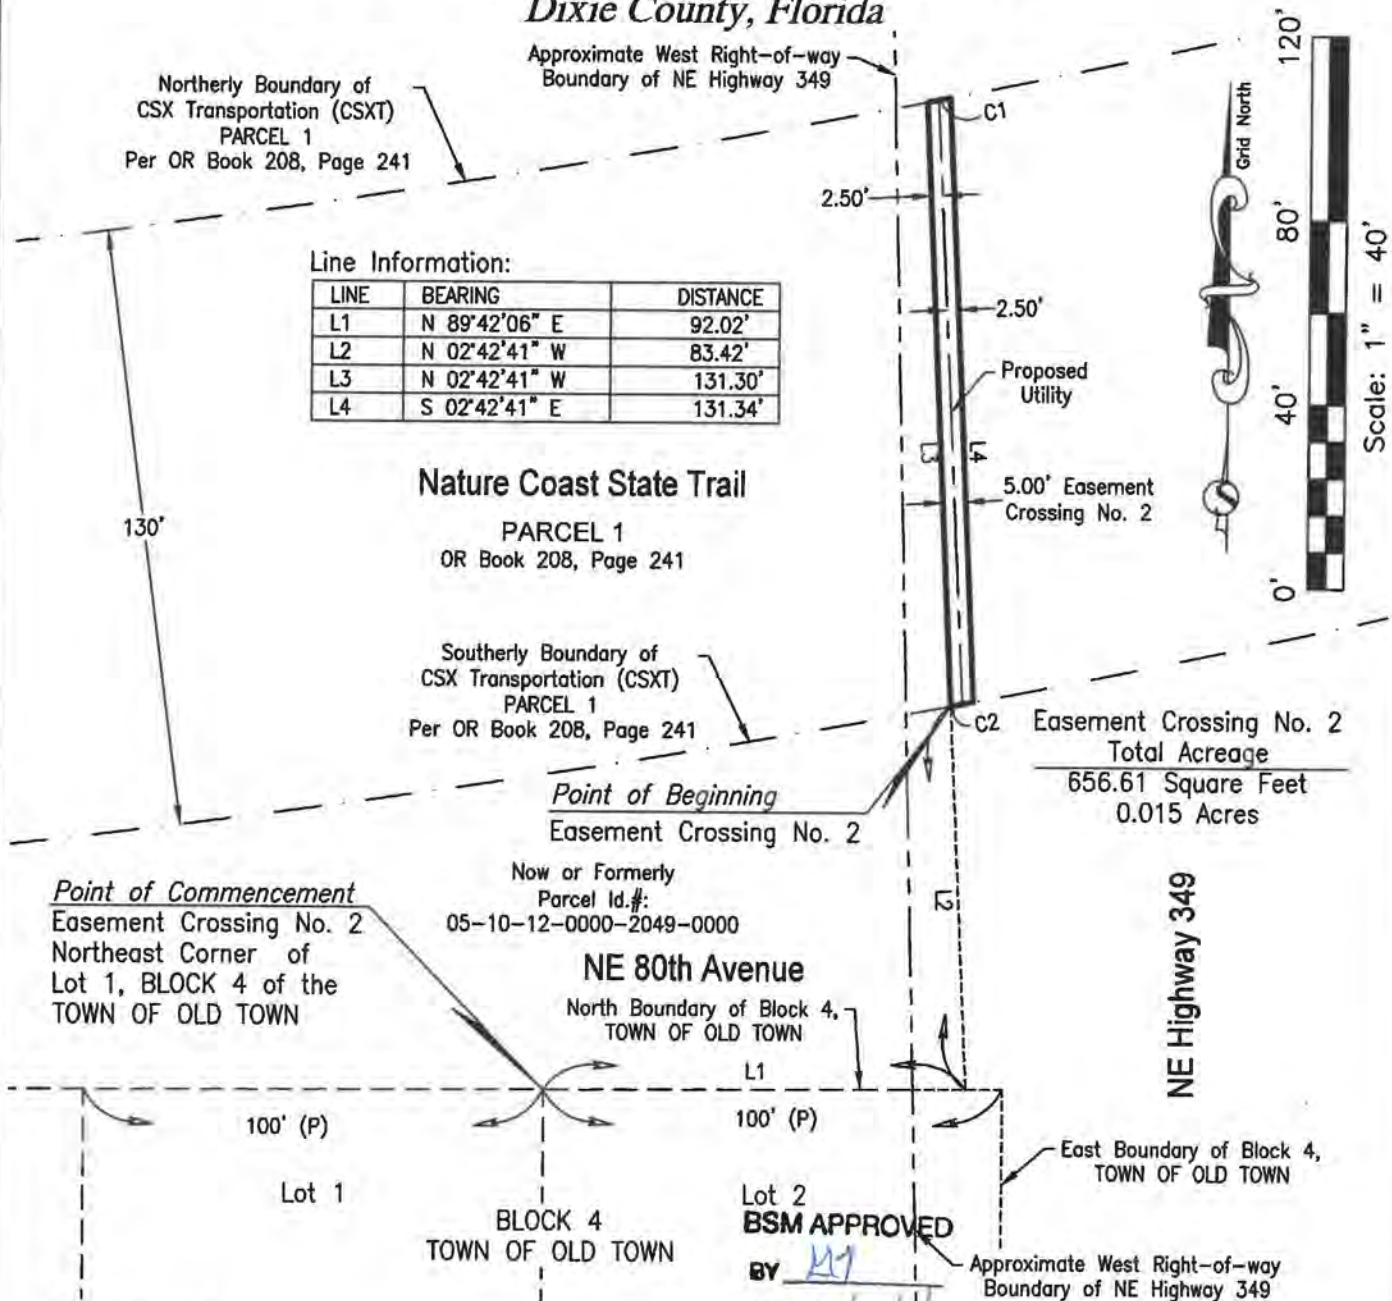 Dixie County, Florida
Approximate West Right-of-way
Boundary of NE Highway 349
Northerly Boundary of
CSX Transportation (CSXT)
PARCEL 1
Per OR Book 208, Page 241
C1
2.50'
2.50'
Grid North
120'
80'
40'
0'
Scale: 1" = 40'
Line Information:
LINE BEARING DISTANCE
L1 N 89°42'06" E 92.02'
L2 N 02°42'41" W 83.42'
L3 N 02°42'41" W 131.30'
L4 S 02°42'41" E 131.34'
Proposed
Utility
L3
L4
5.00' Easement
Crossing No. 2
Nature Coast State Trail
PARCEL 1
OR Book 208, Page 241
130'
Southerly Boundary of
CSX Transportation (CSXT)
PARCEL 1
Per OR Book 208, Page 241
C2
Easement Crossing No. 2
Total Acreage
656.61 Square Feet
0.015 Acres
Point of Beginning
Easement Crossing No. 2
Now or Formerly
Parcel Id.#:
05-10-12-0000-2049-0000
L2
NE Highway 349
Point of Commencement
Easement Crossing No. 2
Northeast Corner of
Lot 1, BLOCK 4 of the
TOWN OF OLD TOWN
NE 80th Avenue
North Boundary of Block 4,
TOWN OF OLD TOWN
L1
100' (P)
100' (P)
East Boundary of Block 4,
TOWN OF OLD TOWN
Lot 1
Lot 2
BLOCK 4
TOWN OF OLD TOWN
BSM APPROVED
BY
Approximate West Right-of-way
Boundary of NE Highway 349